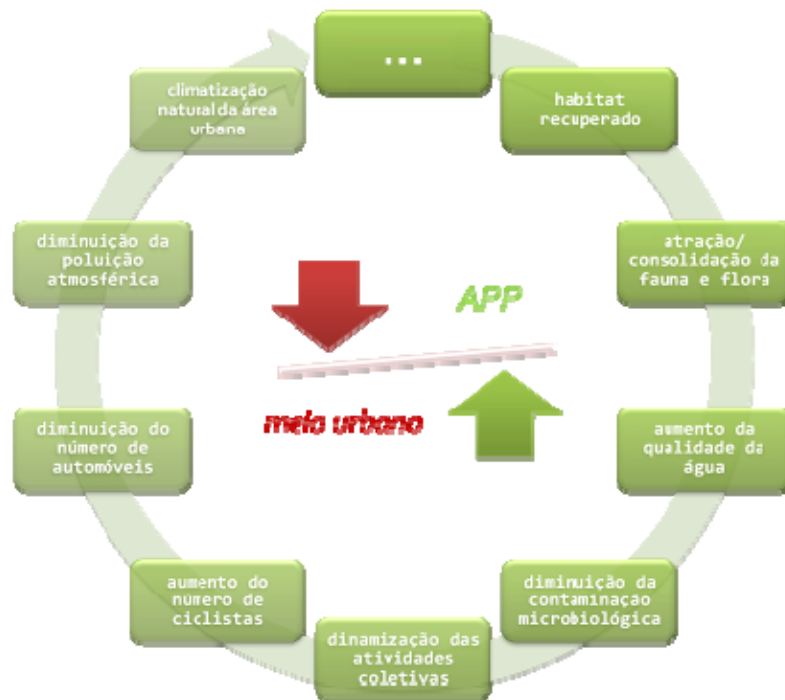 ...
habitat
recuperado
atração/
consolidação da
fauna e flora
aumento da
qualidade da
água
diminuição da
contaminação
microbiológica
dinamização das
atividades
coletivas
aumento do
número de
ciclistas
diminuição do
número de
automóveis
diminuição da
poluição
atmosférica
climatização
natural da área
urbana
APP
meio urbano